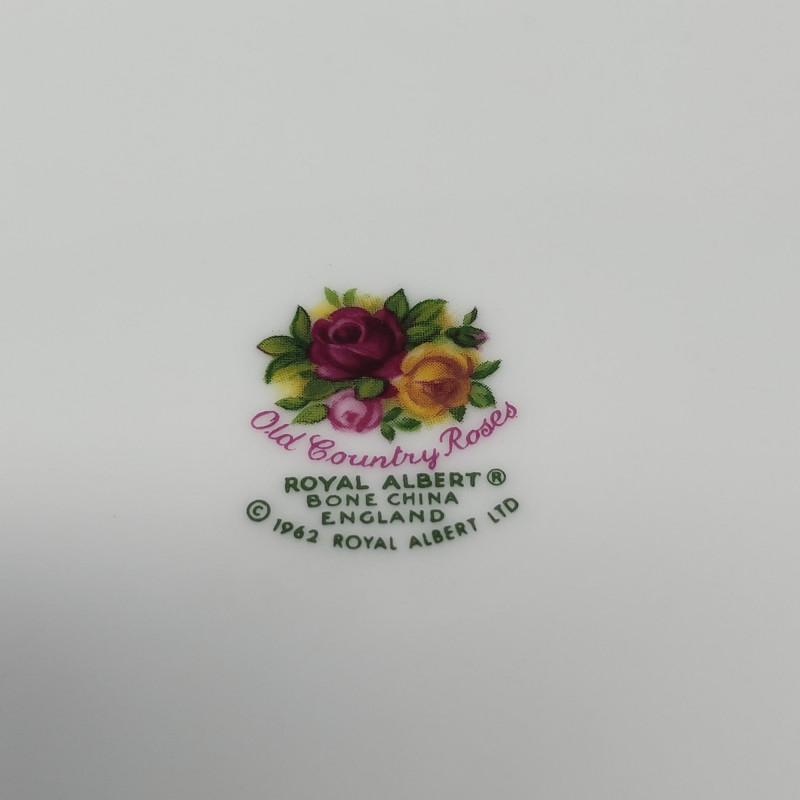 Old Country Roses
ROYAL ALBERT ®
BONE CHINA
ENGLAND
© 1962 ROYAL ALBERT LTD